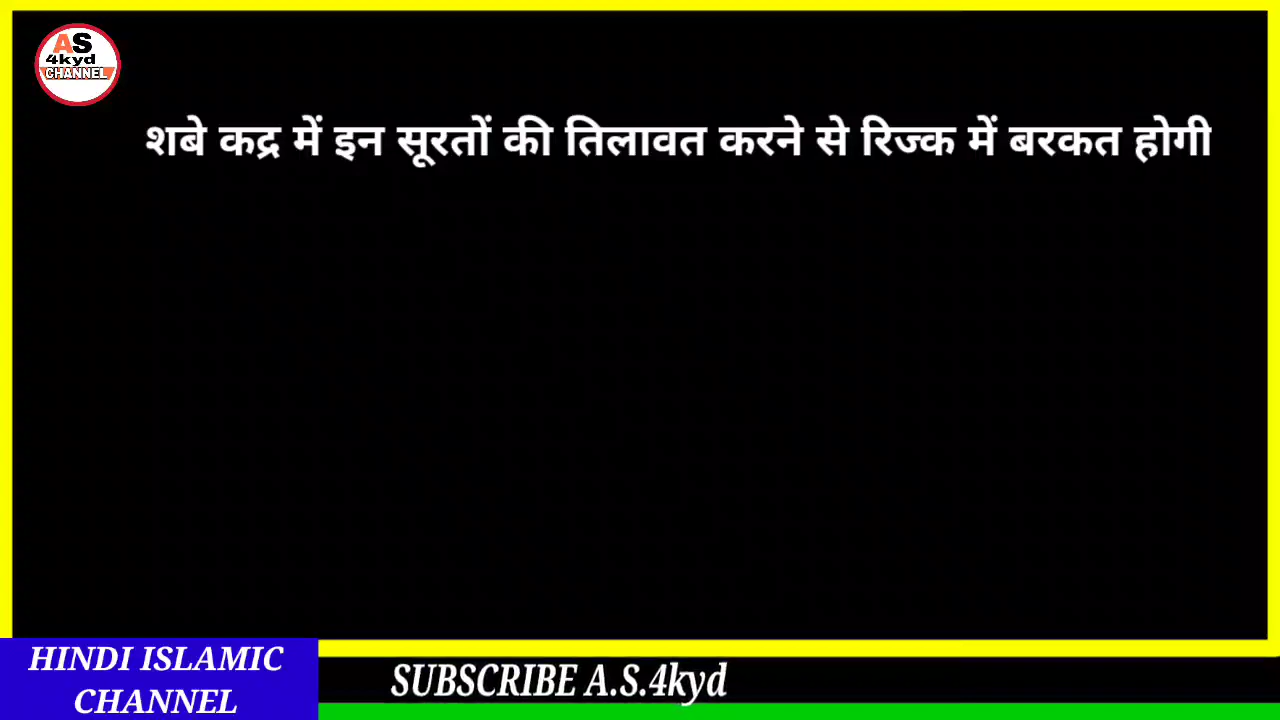 AS
4kyd
CHANNEL
शबे कद्र में इन सूरतों की तिलावत करने से रिज्क में बरकत होगी
HINDI ISLAMIC
CHANNEL
SUBSCRIBE A.S.4kyd